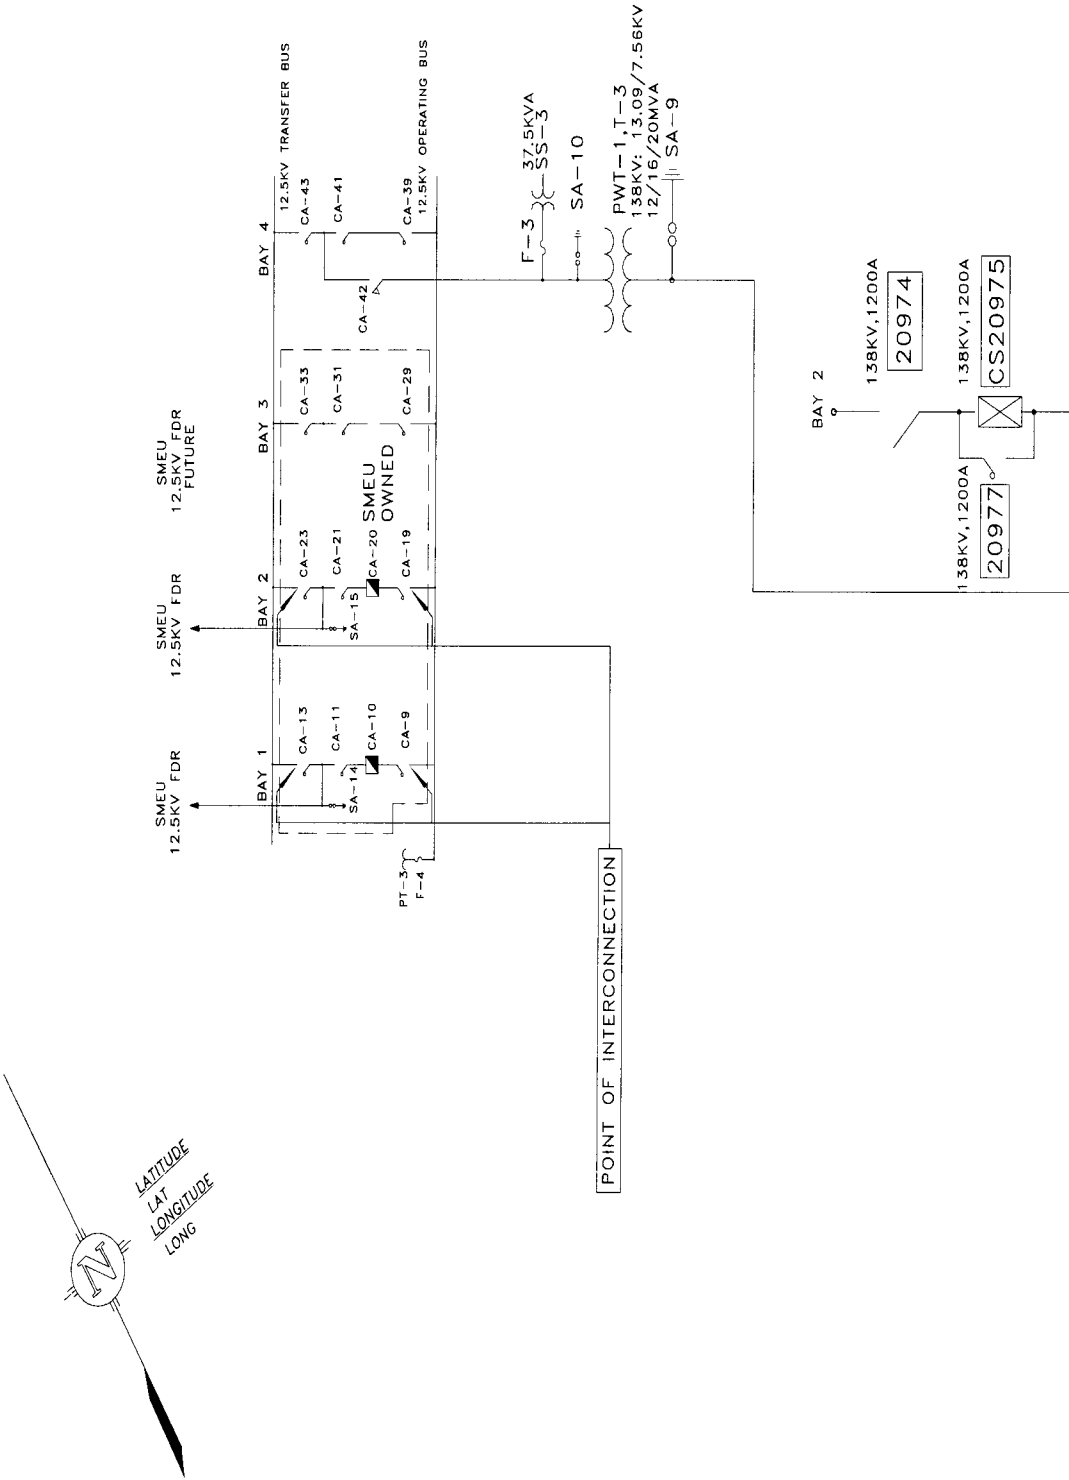 SMEU
12.5KV FDR
SMEU
12.5KV FDR
SMEU
12.5KV FDR
FUTURE
BAY 1
BAY 2
BAY 3
BAY 4
12.5KV TRANSFER BUS
CA-13
CA-23
CA-33
CA-43
CA-11
CA-21
CA-31
CA-41
SA-14
SA-15
CA-10
CA-20
CA-42
SMEU
OWNED
CA-9
CA-19
CA-29
CA-39
PT-3
F-4
12.5KV OPERATING BUS
F-3
37.5KVA
SS-3
SA-10
PWT-1,T-3
138KV: 13.09/7.56KV
12/16/20MVA
SA-9
POINT OF INTERCONNECTION
BAY 2
138KV,1200A
20974
138KV,1200A
CS20975
138KV,1200A
20977
N
LATITUDE
LAT
LONGITUDE
LONG